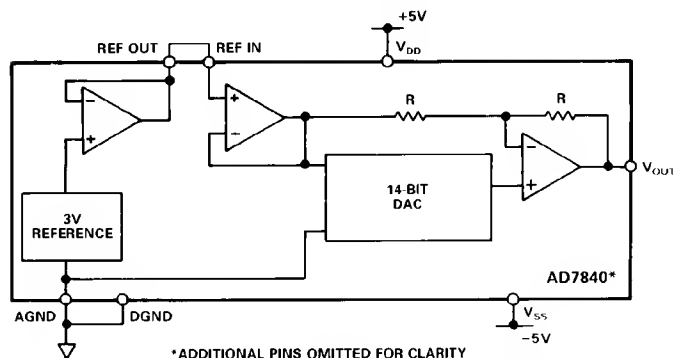 +5V
REF OUT REF IN
VDD
R R
- + - +
+ - + -
VOUT
3V
REFERENCE
14-BIT
DAC
AD7840*
AGND DGND
VSS
-5V
*ADDITIONAL PINS OMITTED FOR CLARITY